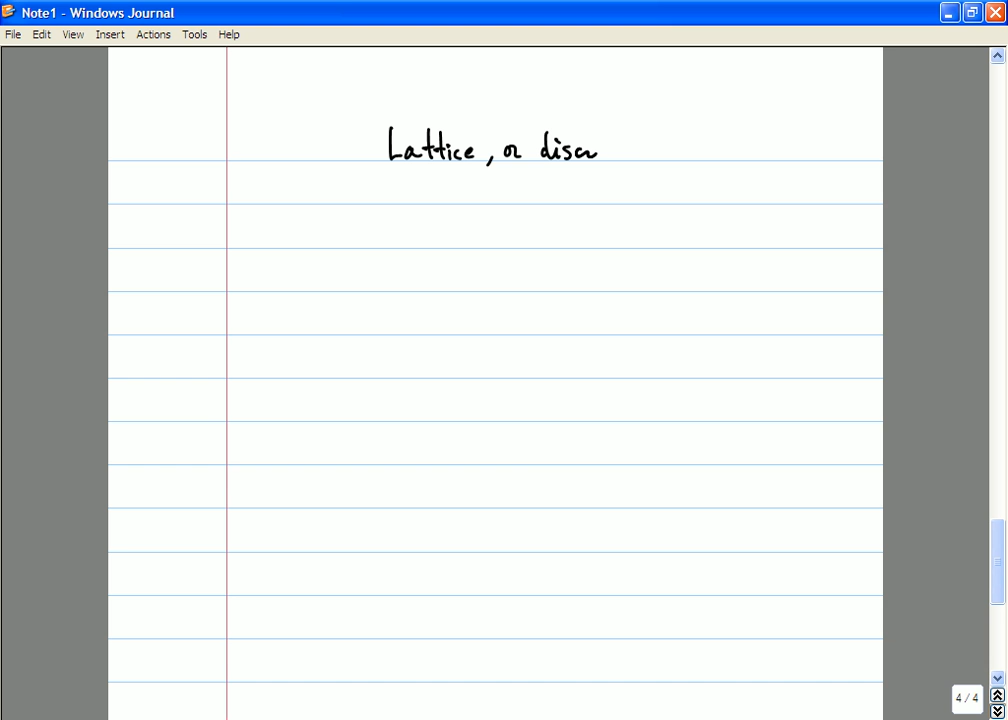 Note1 - Windows Journal
File Edit View Insert Actions Tools Help
Lattice, or discr
4 / 4